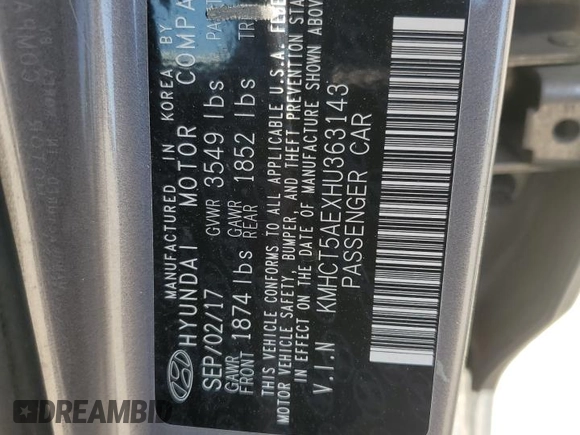 MANUFACTURED IN KOREA BY
HYUNDAI MOTOR COMPA
SEP/02/17 GVWR 3549 lbs
GAWR FRONT 1874 lbs GAWR REAR 1852 lbs
THIS VEHICLE CONFORMS TO ALL APPLICABLE U.S.A. FEDE
MOTOR VEHICLE SAFETY, BUMPER, AND THEFT PREVENTION STAN
IN EFFECT ON THE DATE OF MANUFACTURE SHOWN ABOV
V.I.N KMHCT5AEXHU363143
PASSENGER CAR
DREAMBID